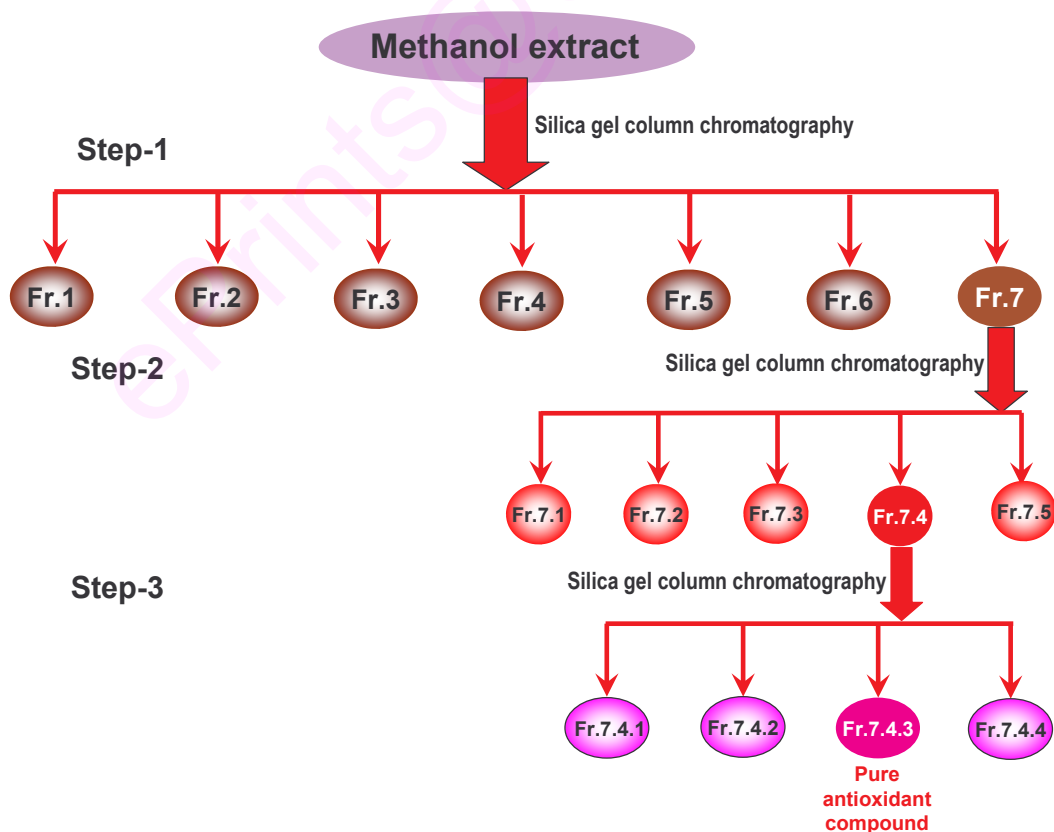 Methanol extract
Silica gel column chromatography
Step-1
Fr.1 Fr.2 Fr.3 Fr.4 Fr.5 Fr.6 Fr.7
Step-2
Silica gel column chromatography
Fr.7.1 Fr.7.2 Fr.7.3 Fr.7.4 Fr.7.5
Step-3
Silica gel column chromatography
Fr.7.4.1 Fr.7.4.2 Fr.7.4.3 Fr.7.4.4
Pure
antioxidant
compound
ePrints@